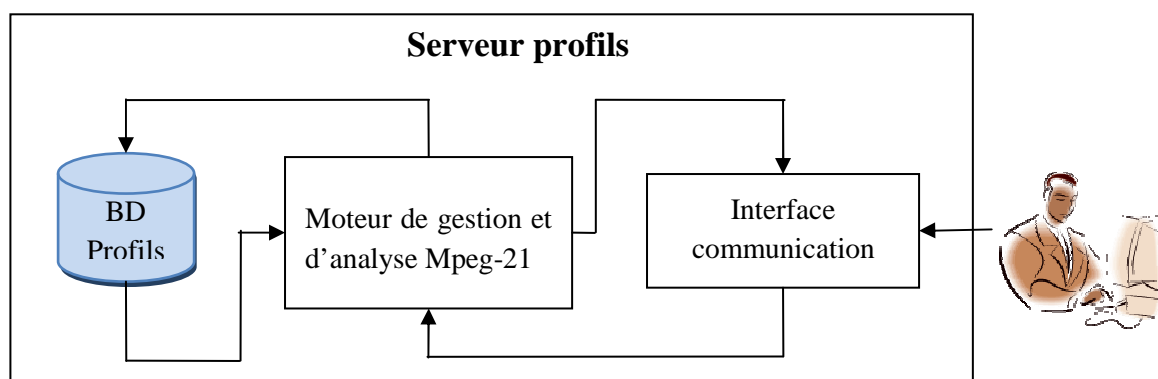 Serveur profils
BD
Profils
Moteur de gestion et
d'analyse Mpeg-21
Interface
communication